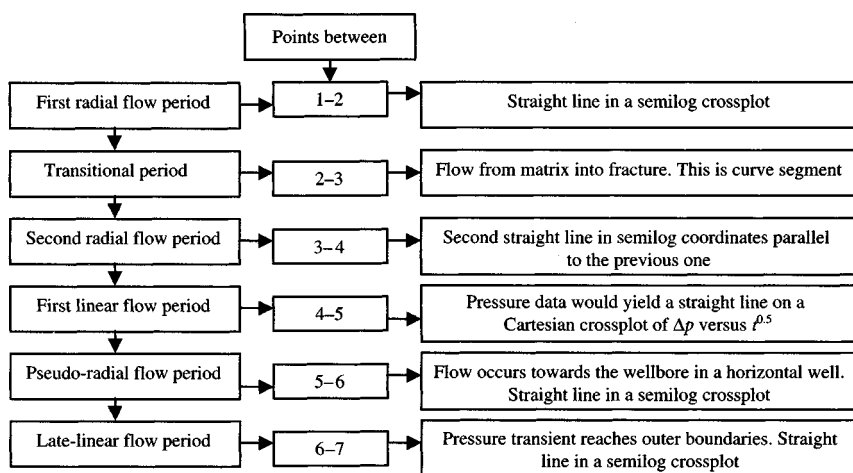 Points between
First radial flow period
1–2
Straight line in a semilog crossplot
Transitional period
2–3
Flow from matrix into fracture. This is curve segment
Second radial flow period
3–4
Second straight line in semilog coordinates parallel
to the previous one
First linear flow period
4–5
Pressure data would yield a straight line on a
Cartesian crossplot of Δp versus t^0.5
Pseudo-radial flow period
5–6
Flow occurs towards the wellbore in a horizontal well.
Straight line in a semilog crossplot
Late-linear flow period
6–7
Pressure transient reaches outer boundaries. Straight
line in a semilog crossplot